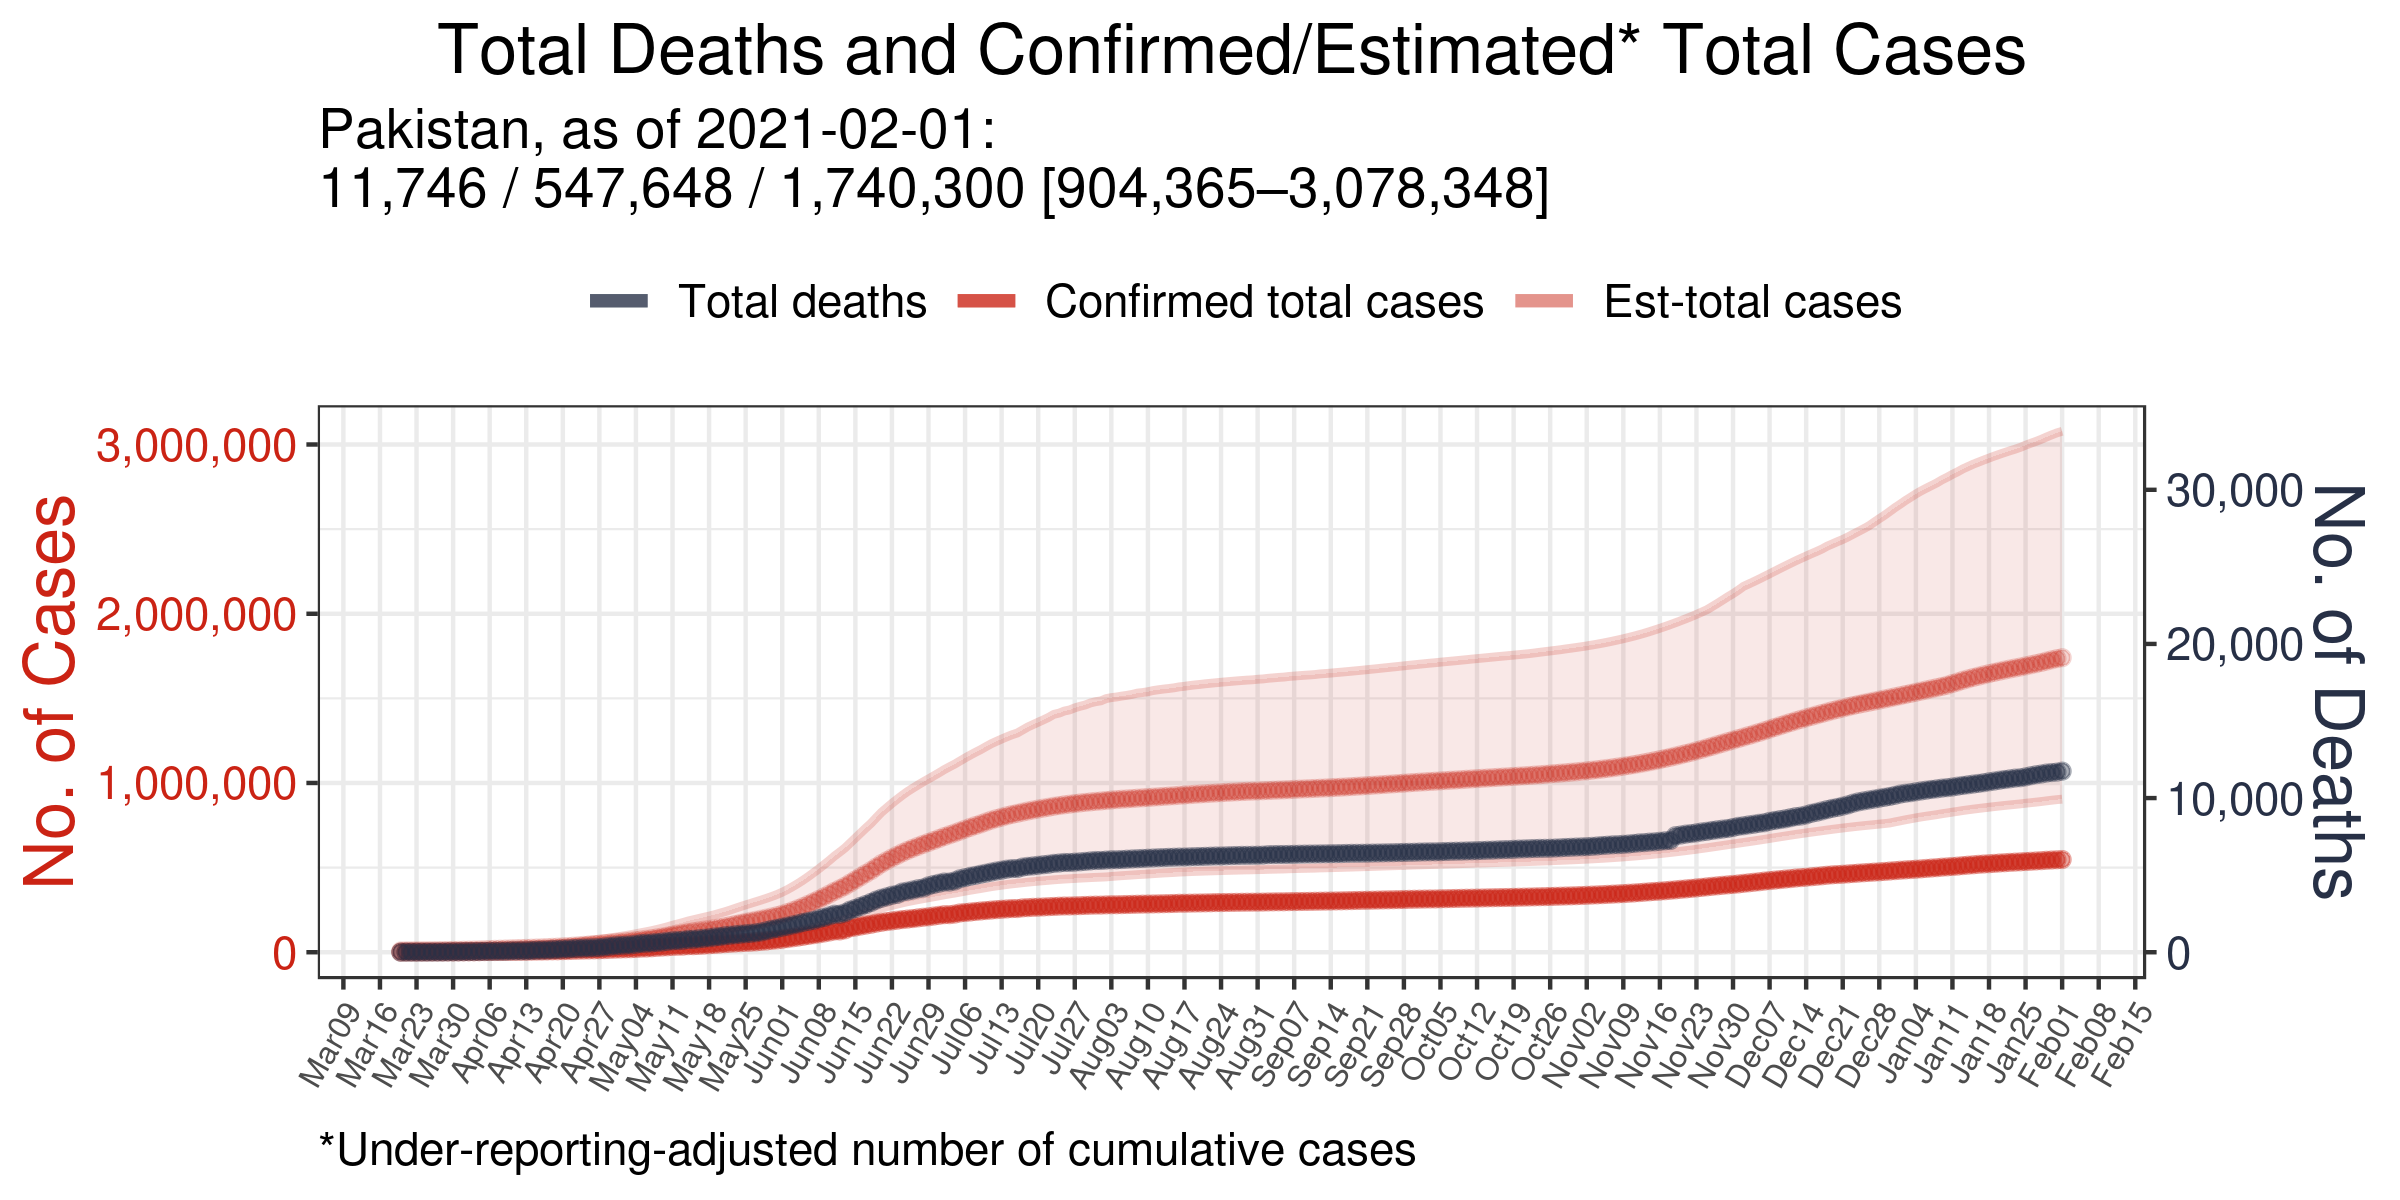 Total Deaths and Confirmed/Estimated* Total Cases
Pakistan, as of 2021-02-01:
11,746 / 547,648 / 1,740,300 [904,365–3,078,348]
Total deaths
Confirmed total cases
Est-total cases
No. of Cases
3,000,000
2,000,000
1,000,000
0
30,000
20,000
10,000
0
No. of Deaths
Mar09
Mar16
Mar23
Mar30
Apr06
Apr13
Apr20
Apr27
May04
May11
May18
May25
Jun01
Jun08
Jun15
Jun22
Jun29
Jul06
Jul13
Jul20
Jul27
Aug03
Aug10
Aug17
Aug24
Aug31
Sep07
Sep14
Sep21
Sep28
Oct05
Oct12
Oct19
Oct26
Nov02
Nov09
Nov16
Nov23
Nov30
Dec07
Dec14
Dec21
Dec28
Jan04
Jan11
Jan18
Jan25
Feb01
Feb08
Feb15
*Under-reporting-adjusted number of cumulative cases